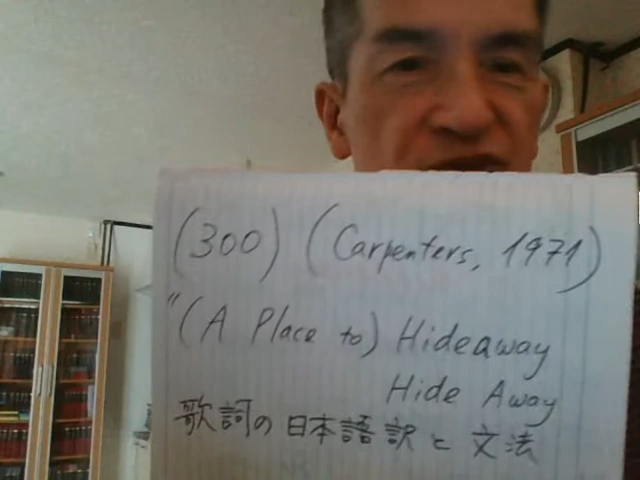 (300) (Carpenters, 1971)
"(A Place to) Hideaway
Hide Away
歌詞の日本語訳と文法